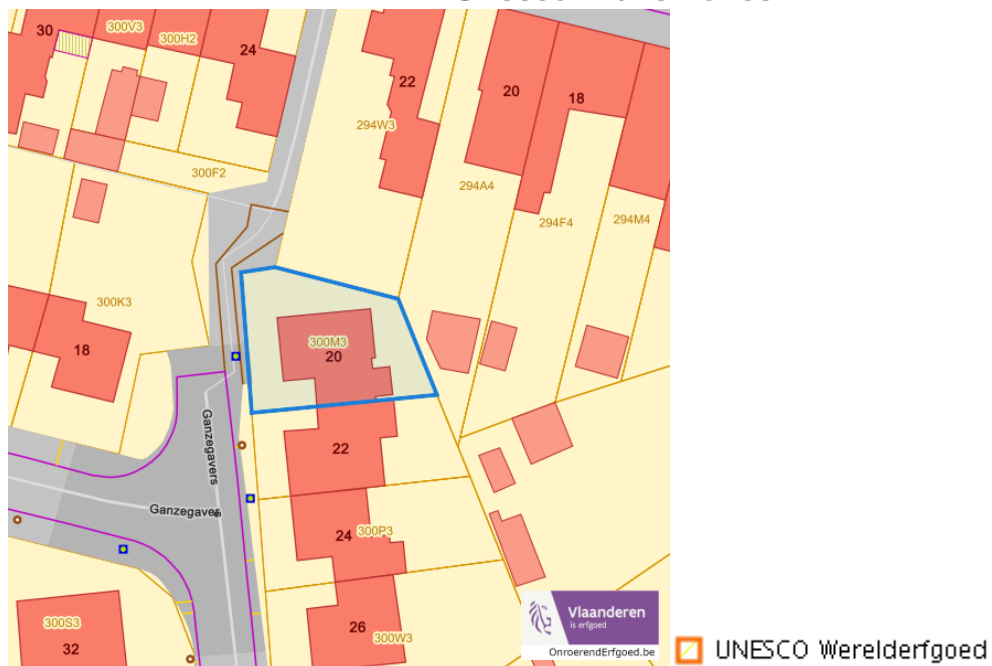 30
300V3
300H2
24
22
20
18
294W3
300F2
294A4
294F4
294M4
300K3
18
300M3
20
Ganzegavers
22
Ganzegavers
24
300P3
26
300W3
300S3
32
Vlaanderen
is erfgoed
OnroerendErfgoed.be
UNESCO Werelderfgoed